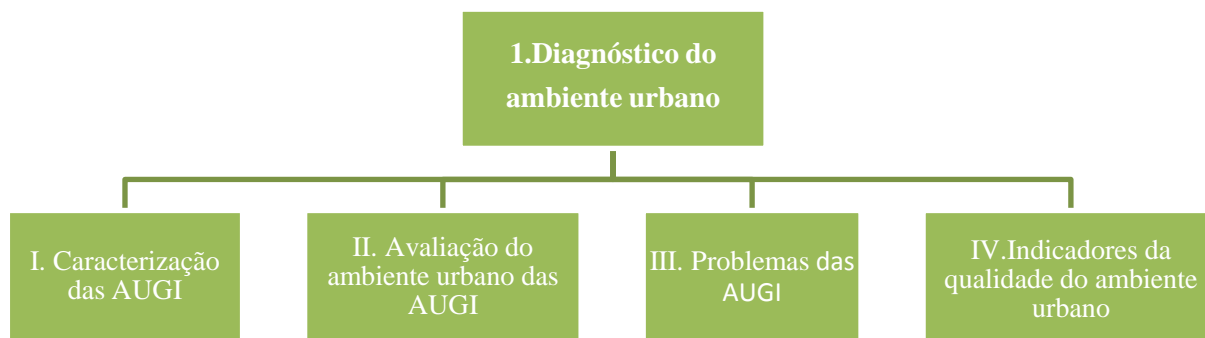 1.Diagnóstico do
ambiente urbano
I. Caracterização
das AUGI
II. Avaliação do
ambiente urbano das
AUGI
III. Problemas das
AUGI
IV.Indicadores da
qualidade do ambiente
urbano